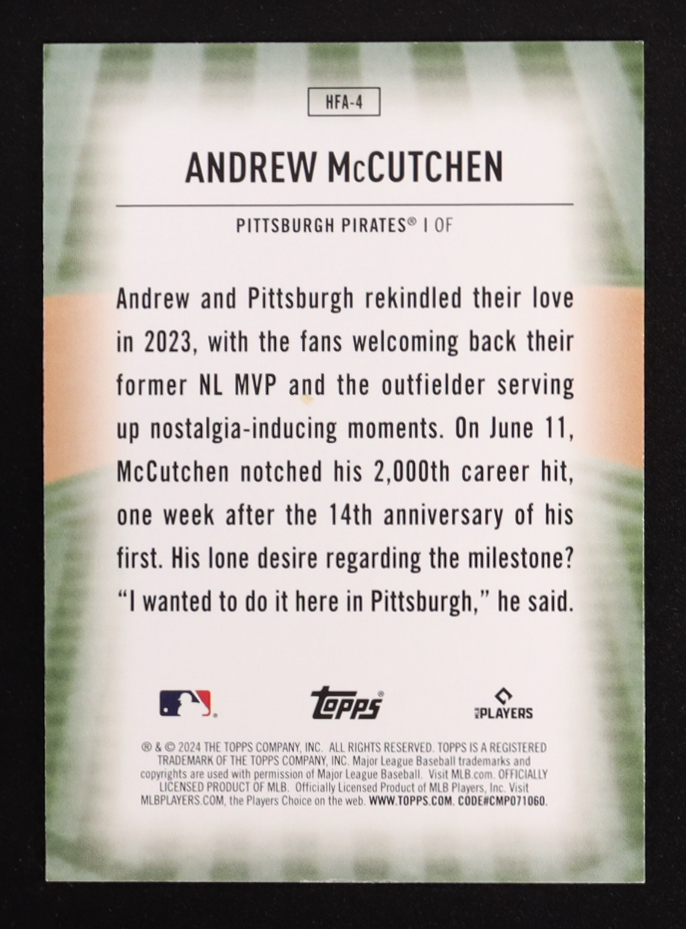 HFA-4
ANDREW McCUTCHEN
PITTSBURGH PIRATES® | OF
Andrew and Pittsburgh rekindled their love
in 2023, with the fans welcoming back their
former NL MVP and the outfielder serving
up nostalgia-inducing moments. On June 11,
McCutchen notched his 2,000th career hit,
one week after the 14th anniversary of his
first. His lone desire regarding the milestone?
“I wanted to do it here in Pittsburgh,” he said.
Topps® PLAYERS
® & © 2024 THE TOPPS COMPANY, INC. ALL RIGHTS RESERVED. TOPPS IS A REGISTERED
TRADEMARK OF THE TOPPS COMPANY, INC. Major League Baseball trademarks and
copyrights are used with permission of Major League Baseball. Visit MLB.com. OFFICIALLY
LICENSED PRODUCT OF MLB. Officially Licensed Product of MLB Players, Inc. Visit
MLBPLAYERS.COM, the Players Choice on the web. WWW.TOPPS.COM. CODE#CMP071060.